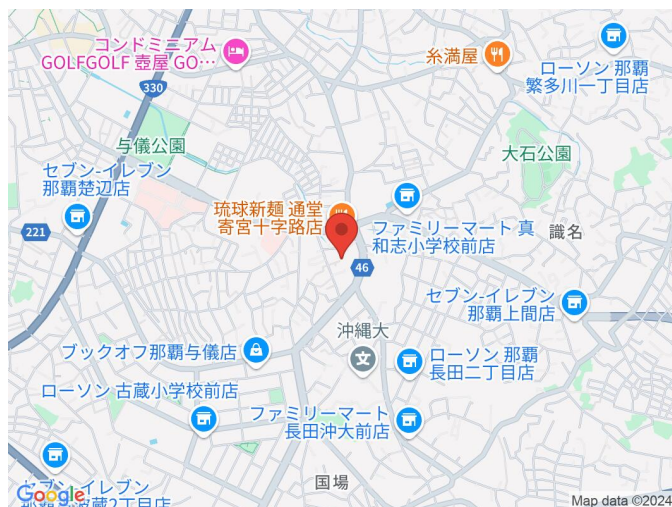 コンドミニアム
GOLFGOLF 壺屋 GO…
糸満屋
ローソン 那覇
繁多川一丁目店
330
与儀公園
大石公園
セブン-イレブン
那覇楚辺店
琉球新麺 通堂
寄宮十字路店
ファミリーマート 真
和志小学校前店
識名
221
46
セブン-イレブン
那覇上間店
沖縄大
ブックオフ那覇与儀店
ローソン 那覇
長田二丁目店
ローソン 古蔵小学校前店
ファミリーマート
長田沖大前店
国場
セブン-イレブン
Google
Map data ©2024